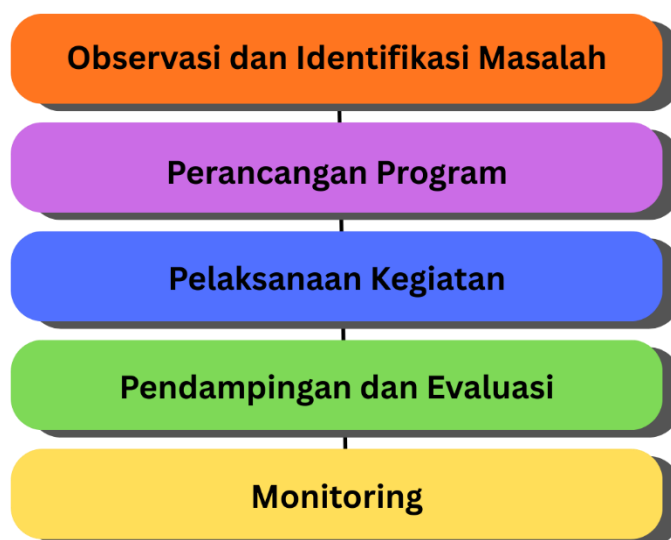 Observasi dan Identifikasi Masalah
Perancangan Program
Pelaksanaan Kegiatan
Pendampingan dan Evaluasi
Monitoring